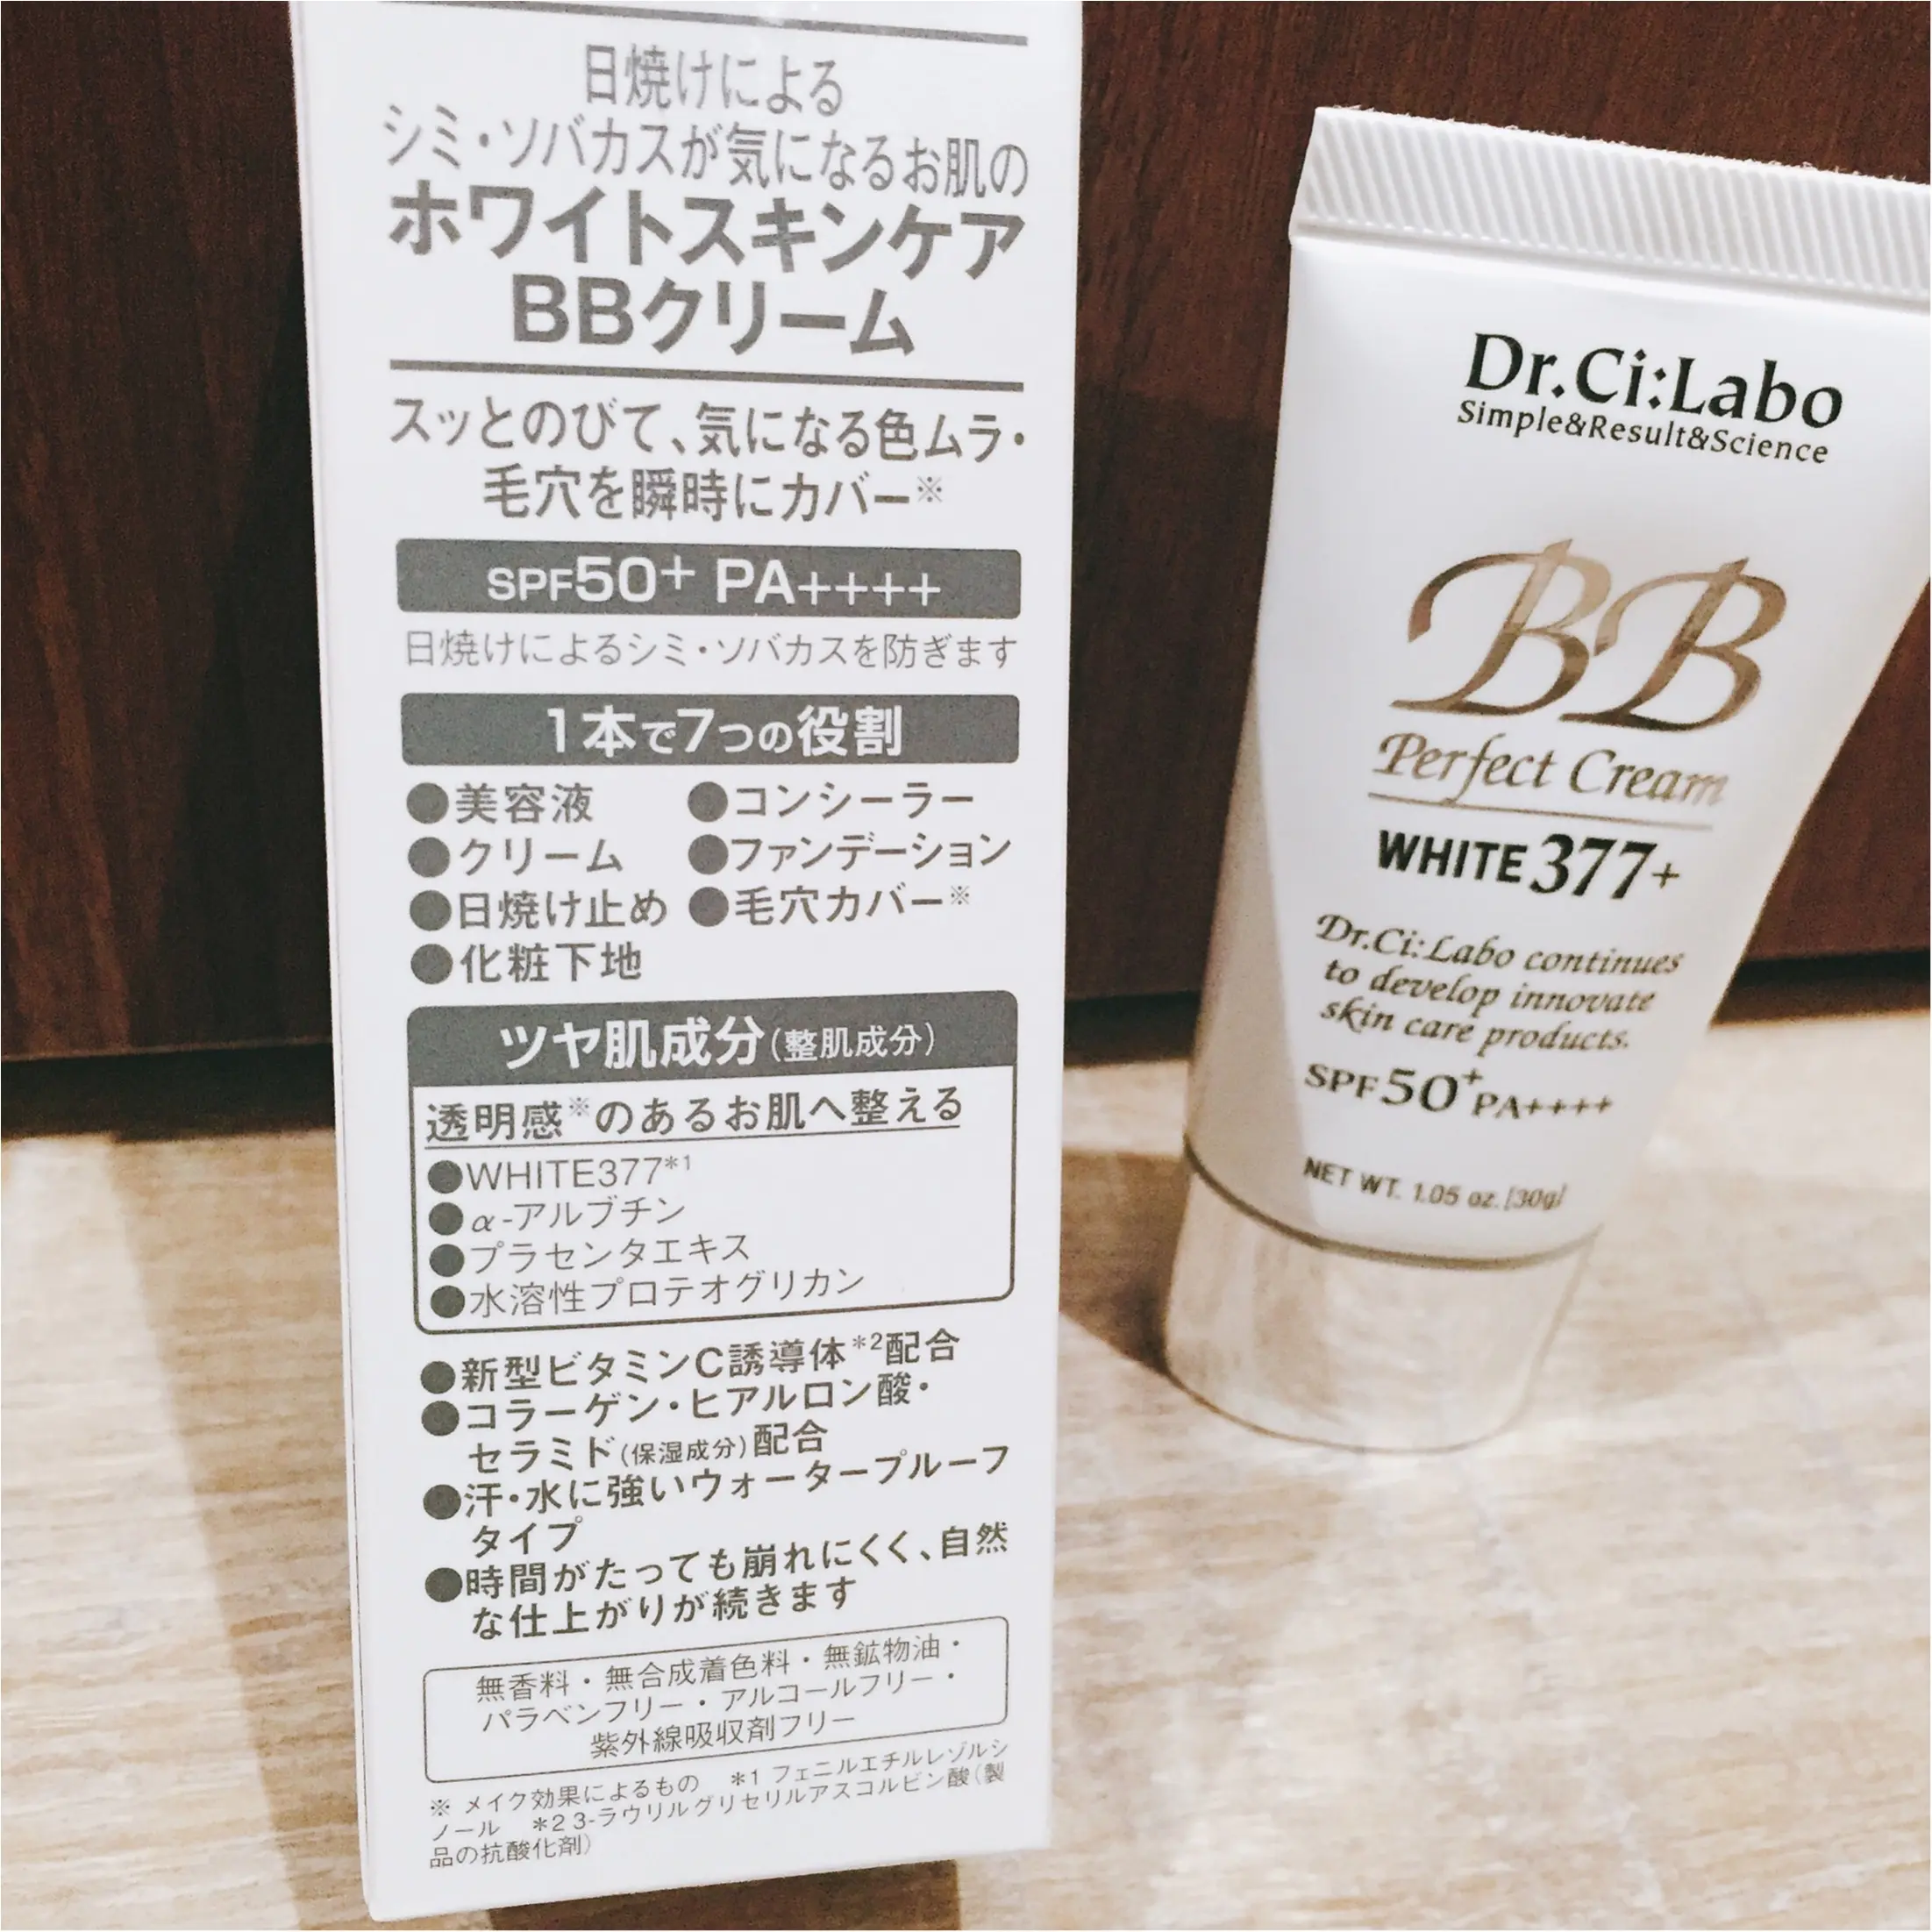 日焼けによる
シミ・ソバカスが気になるお肌の
ホワイトスキンケア
BBクリーム
スッとのびて、気になる色ムラ・
毛穴を瞬時にカバー※
SPF50+ PA++++
日焼けによるシミ・ソバカスを防ぎます
1本で7つの役割
●美容液 ●コンシーラー
●クリーム ●ファンデーション
●日焼け止め ●毛穴カバー※
●化粧下地
ツヤ肌成分(整肌成分)
透明感※のあるお肌へ整える
●WHITE377*1
●α-アルブチン
●プラセンタエキス
●水溶性プロテオグリカン
●新型ビタミンC誘導体*2配合
●コラーゲン・ヒアルロン酸・
セラミド(保湿成分)配合
●汗・水に強いウォータープルーフ
タイプ
●時間がたっても崩れにくく、自然
な仕上がりが続きます
無香料・無合成着色料・無鉱物油・
パラベンフリー・アルコールフリー・
紫外線吸収剤フリー
※ メイク効果によるもの *1 フェニルエチルレゾルシ
ノール *2 3-ラウリルグリセリルアスコルビン酸(製
品の抗酸化剤)
Dr.Ci:Labo
Simple&Result&Science
BB
Perfect Cream
WHITE377+
Dr.Ci:Labo continues
to develop innovate
skin care products.
SPF50+PA++++
NET WT. 1.05 oz. [30g]